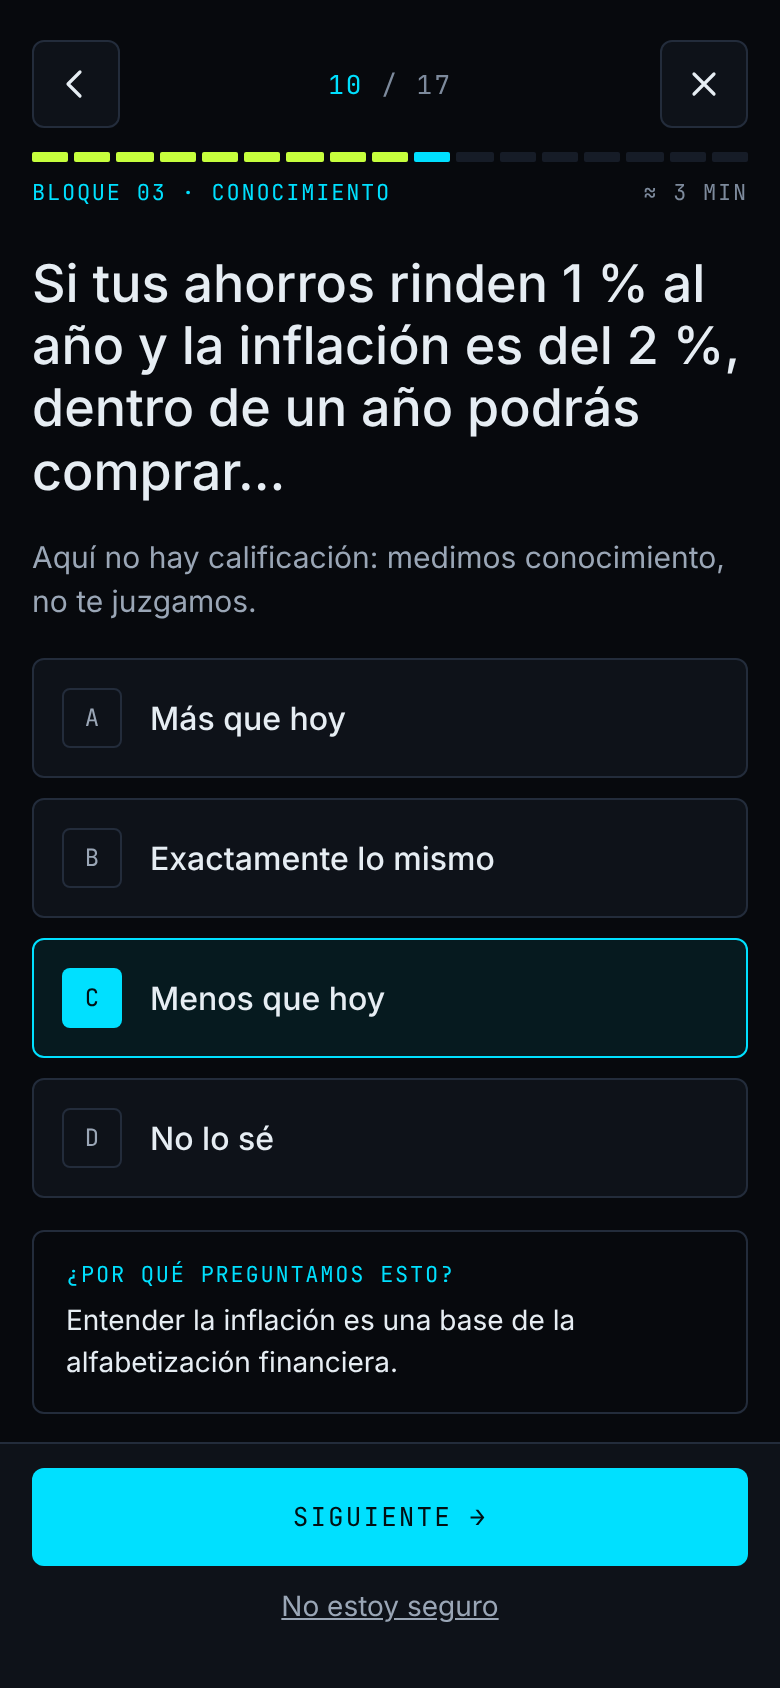 10 / 17
BLOQUE 03 · CONOCIMIENTO
≈ 3 MIN
Si tus ahorros rinden 1 % al
año y la inflación es del 2 %,
dentro de un año podrás
comprar...
Aquí no hay calificación: medimos conocimiento,
no te juzgamos.
A Más que hoy
B Exactamente lo mismo
C Menos que hoy
D No lo sé
¿POR QUÉ PREGUNTAMOS ESTO?
Entender la inflación es una base de la
alfabetización financiera.
SIGUIENTE →
No estoy seguro